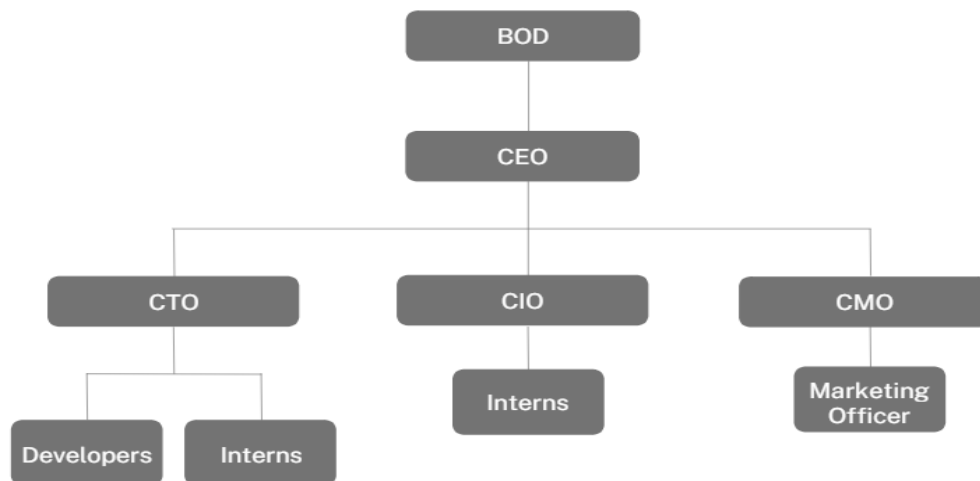 BOD
CEO
CTO
CIO
CMO
Interns
Marketing
Officer
Developers
Interns